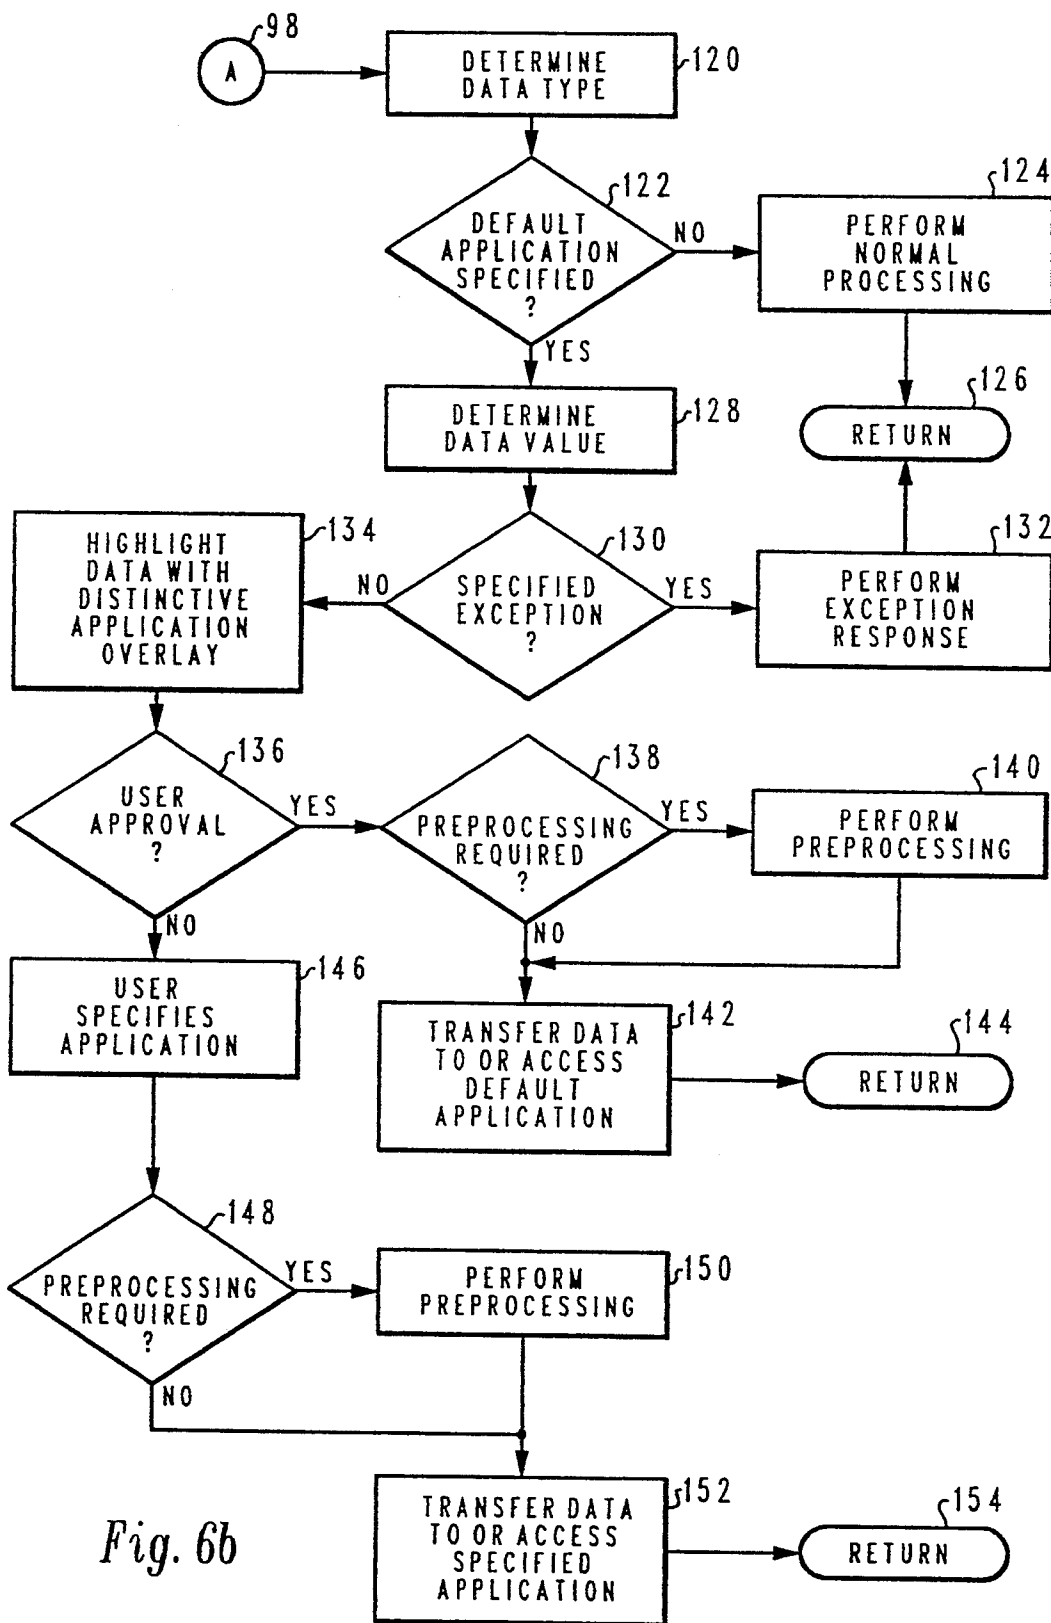 98
A
DETERMINE
DATA TYPE
120
DEFAULT
APPLICATION
SPECIFIED
?
122
NO
YES
PERFORM
NORMAL
PROCESSING
124
RETURN
126
DETERMINE
DATA VALUE
128
SPECIFIED
EXCEPTION
?
130
NO
YES
PERFORM
EXCEPTION
RESPONSE
132
HIGHLIGHT
DATA WITH
DISTINCTIVE
APPLICATION
OVERLAY
134
USER
APPROVAL
?
136
YES
NO
PREPROCESSING
REQUIRED
?
138
YES
NO
PERFORM
PREPROCESSING
140
TRANSFER DATA
TO OR ACCESS
DEFAULT
APPLICATION
142
RETURN
144
USER
SPECIFIES
APPLICATION
146
PREPROCESSING
REQUIRED
?
148
YES
NO
PERFORM
PREPROCESSING
150
TRANSFER DATA
TO OR ACCESS
SPECIFIED
APPLICATION
152
RETURN
154
Fig. 6b